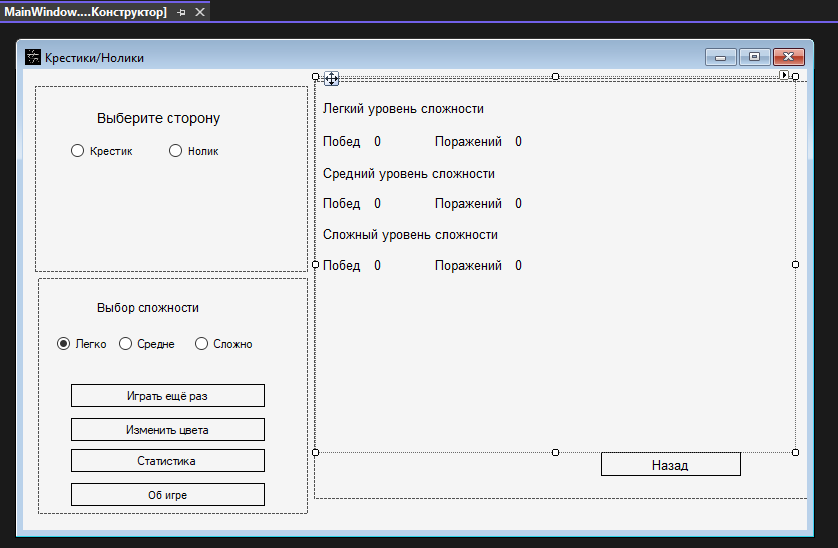 MainWindow....Конструктор]
Крестики/Нолики
Выберите сторону
Крестик Нолик
Выбор сложности
Легко Средне Сложно
Играть ещё раз
Изменить цвета
Статистика
Об игре
Легкий уровень сложности
Побед 0 Поражений 0
Средний уровень сложности
Побед 0 Поражений 0
Сложный уровень сложности
Побед 0 Поражений 0
Назад